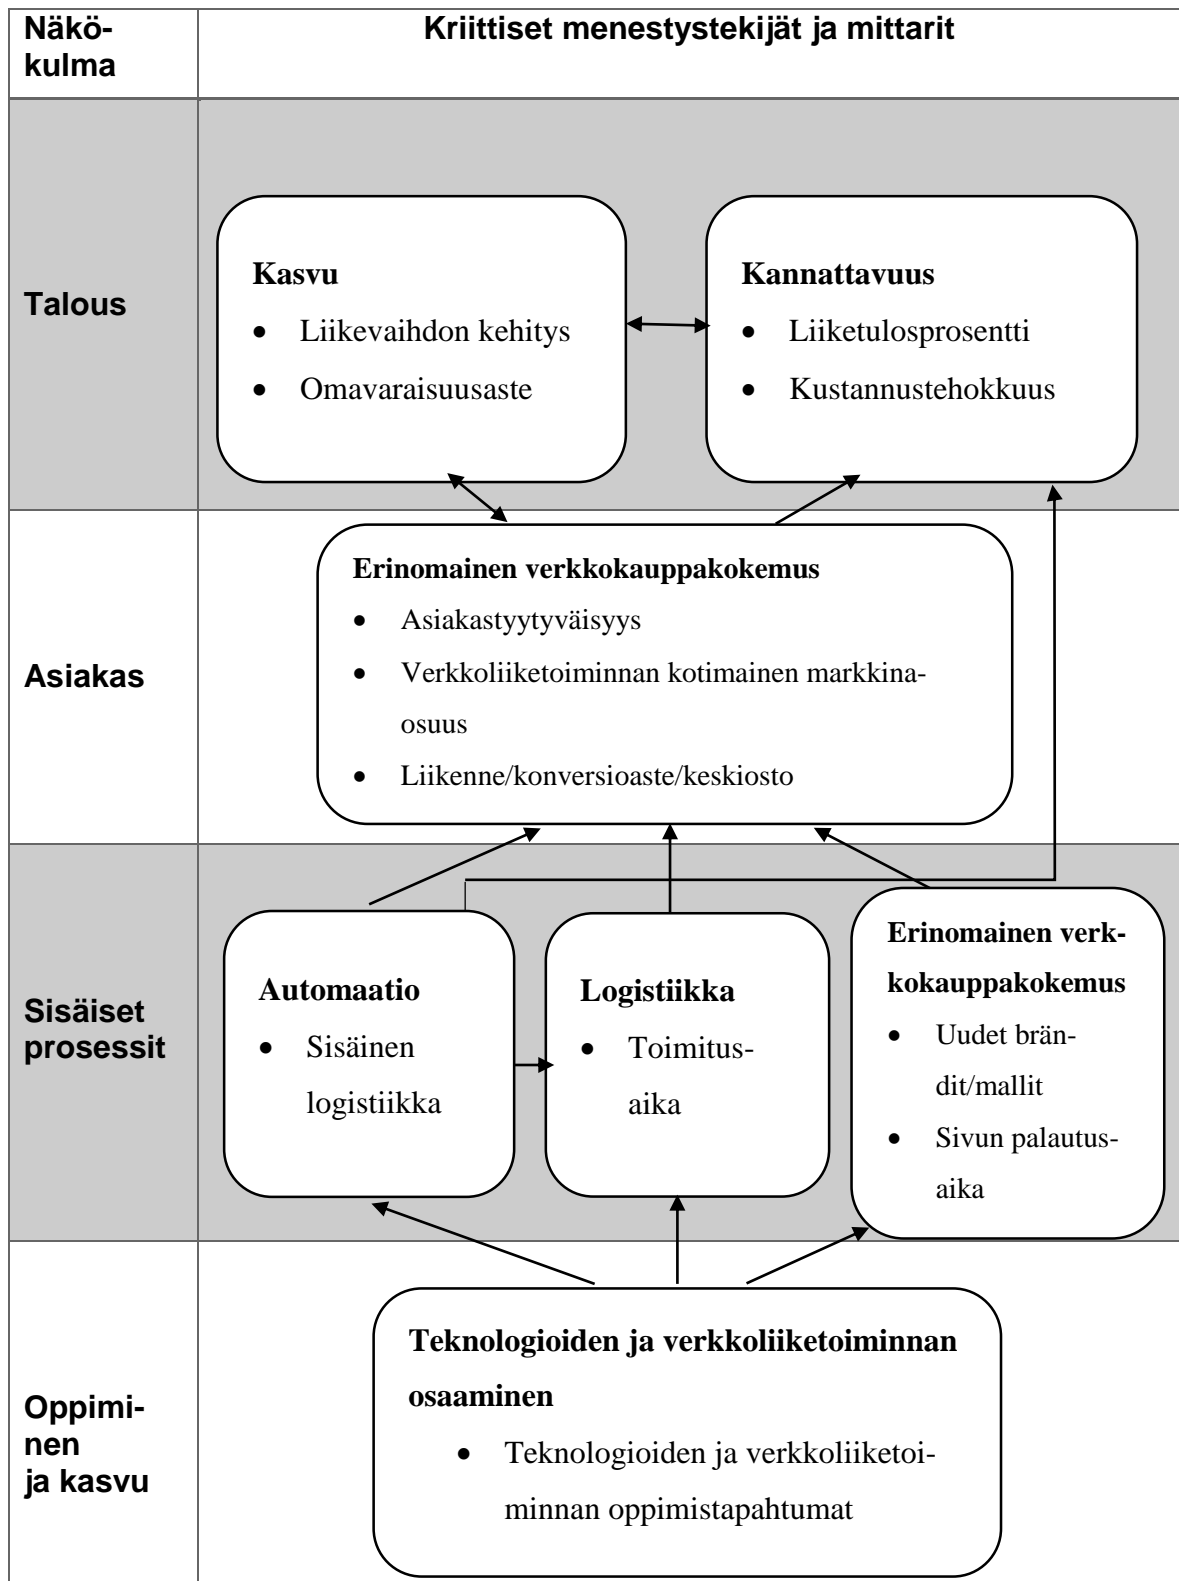 Näkö-
kulma
Kriittiset menestystekijät ja mittarit
Talous
Kasvu
• Liikevaihdon kehitys
• Omavaraisuusaste
Kannattavuus
• Liiketulosprosentti
• Kustannustehokkuus
Asiakas
Erinomainen verkkokauppakokemus
• Asiakastyytyväisyys
• Verkkoliiketoiminnan kotimainen markkina-
osuus
• Liikenne/konversioaste/keskiosto
Sisäiset
prosessit
Automaatio
• Sisäinen
logistiikka
Logistiikka
• Toimitus-
aika
Erinomainen verk-
kokauppakokemus
• Uudet brän-
dit/mallit
• Sivun palautus-
aika
Oppimi-
nen
ja kasvu
Teknologioiden ja verkkoliiketoiminnan
osaaminen
• Teknologioiden ja verkkoliiketoi-
minnan oppimistapahtumat